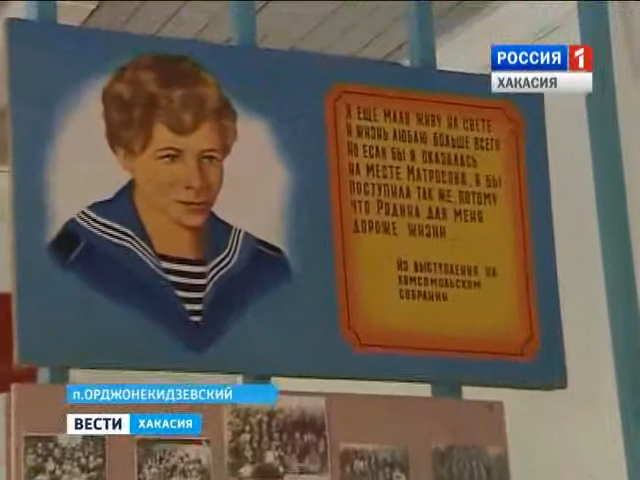 РОССИЯ 1
ХАКАСИЯ
Я ЕЩЕ МАЛО ЖИВУ НА СВЕТЕ
И ЖИЗНЬ ЛЮБЛЮ БОЛЬШЕ ВСЕГО
НО ЕСЛИ БЫ Я ОКАЗАЛАСЬ
НА МЕСТЕ МАТРОСОВА, Я БЫ
ПОСТУПИЛА ТАК ЖЕ, ПОТОМУ
ЧТО РОДИНА ДЛЯ МЕНЯ
ДОРОЖЕ ЖИЗНИ
ИЗ ВЫСТУПЛЕНИЯ НА
КОМСОМОЛЬСКОМ
СОБРАНИИ
п.ОРДЖОНЕКИДЗЕВСКИЙ
ВЕСТИ ХАКАСИЯ